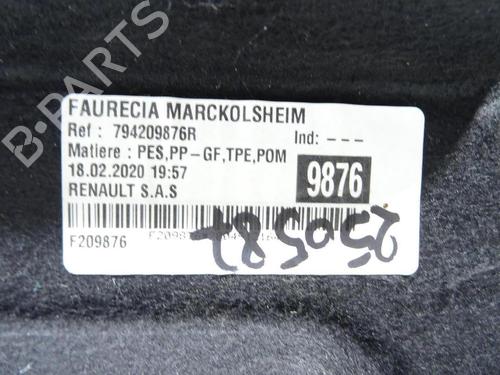 B-PARTS
FAURECIA MARCKOLSHEIM
Ref : 794209876R Ind: ---
Matiere : PES,PP-GF,TPE,POM
18.02.2020 19:57
RENAULT S.A.S
9876
F209876
250582